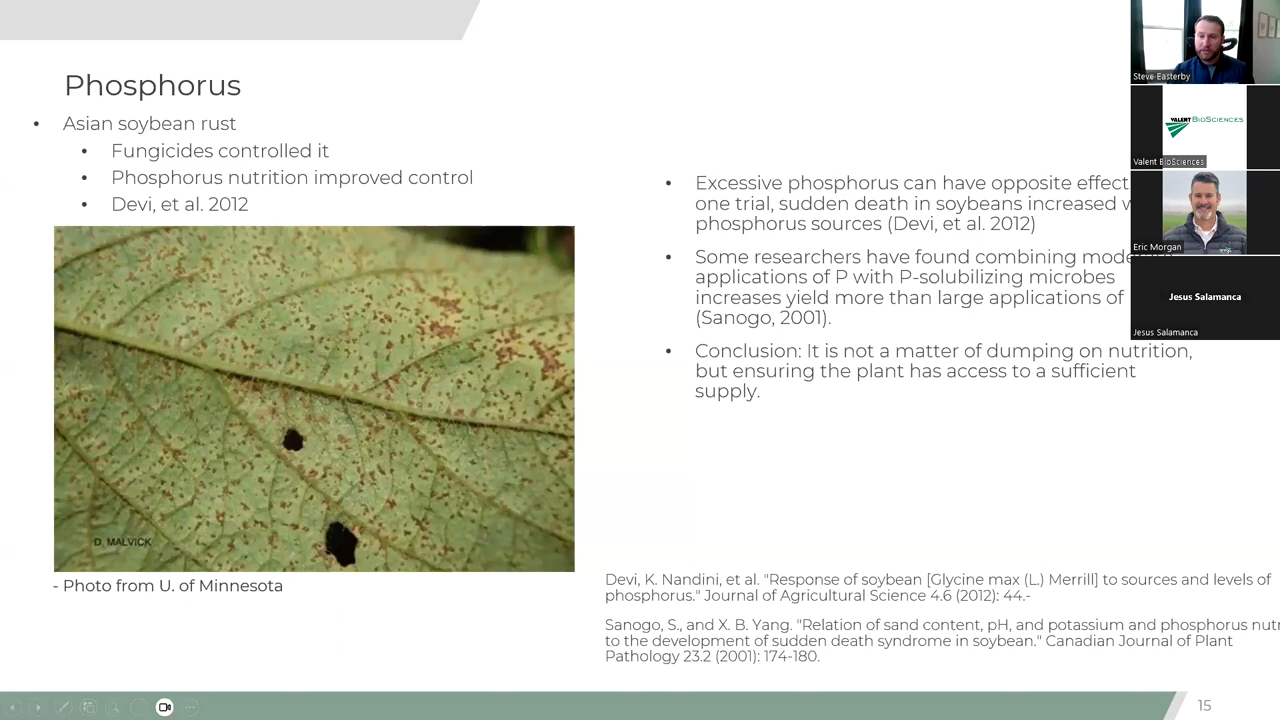 Phosphorus
• Asian soybean rust
• Fungicides controlled it
• Phosphorus nutrition improved control
• Devi, et al. 2012
D. MALVICK
- Photo from U. of Minnesota
• Excessive phosphorus can have opposite effect
one trial, sudden death in soybeans increased
phosphorus sources (Devi, et al. 2012)
• Some researchers have found combining
applications of P with P-solubilizing microbes
increases yield more than large applications of
(Sanogo, 2001).
• Conclusion: It is not a matter of dumping on nutrition,
but ensuring the plant has access to a sufficient
supply.
Devi, K. Nandini, et al. "Response of soybean [Glycine max (L.) Merrill] to sources and levels of
phosphorus." Journal of Agricultural Science 4.6 (2012): 44.-
Sanogo, S., and X. B. Yang. "Relation of sand content, pH, and potassium and phosphorus
to the development of sudden death syndrome in soybean." Canadian Journal of Plant
Pathology 23.2 (2001): 174-180.
15
Steve Easterby
VALENT BIOSCIENCES
Valent BioSciences
Eric Morgan
Jesus Salamanca
Jesus Salamanca